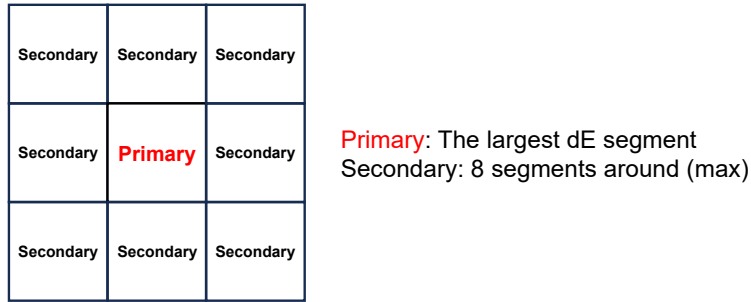 Secondary Secondary Secondary
Secondary Primary Secondary
Secondary Secondary Secondary
Primary: The largest dE segment
Secondary: 8 segments around (max)